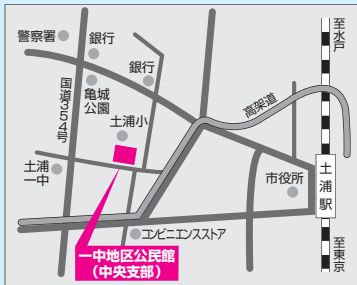 警察署
銀行
銀行
亀城
公園
国道354号
土浦小
土浦
一中
高架道
至水戸
土浦駅
市役所
至東京
コンビニエンスストア
一中地区公民館
(中央支部)